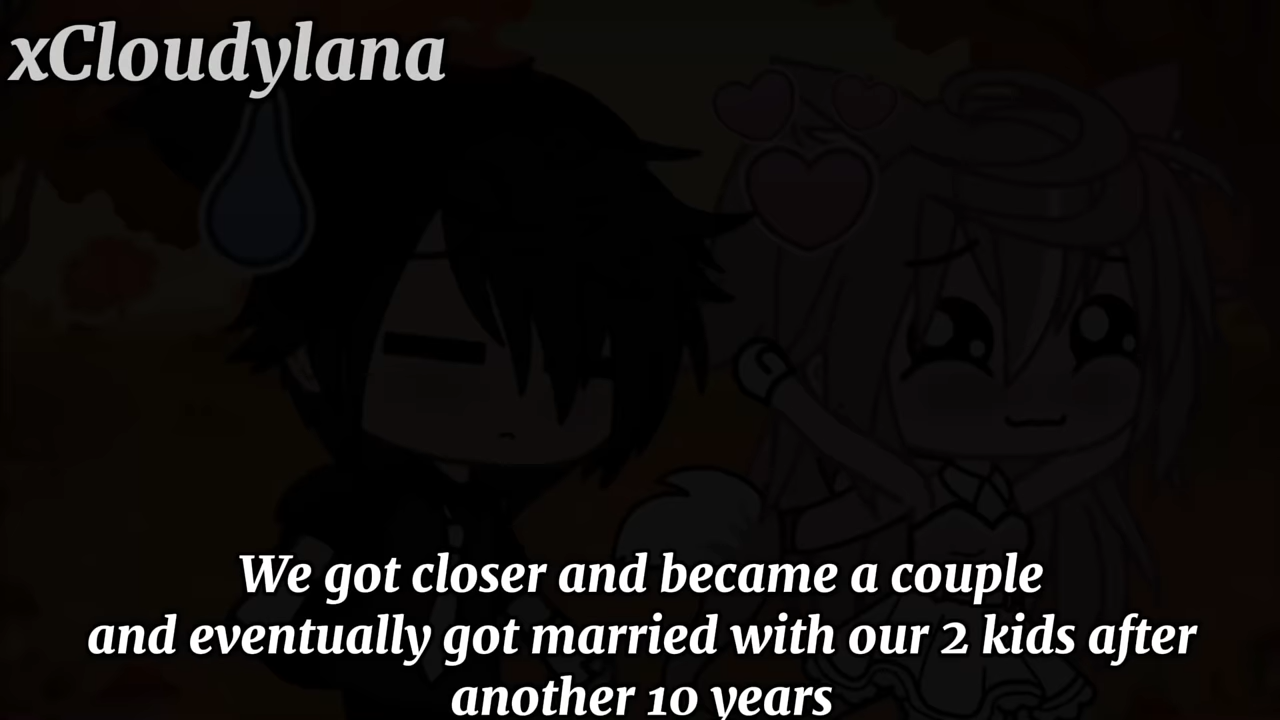 xCloudylana
We got closer and became a couple
and eventually got married with our 2 kids after
another 10 years